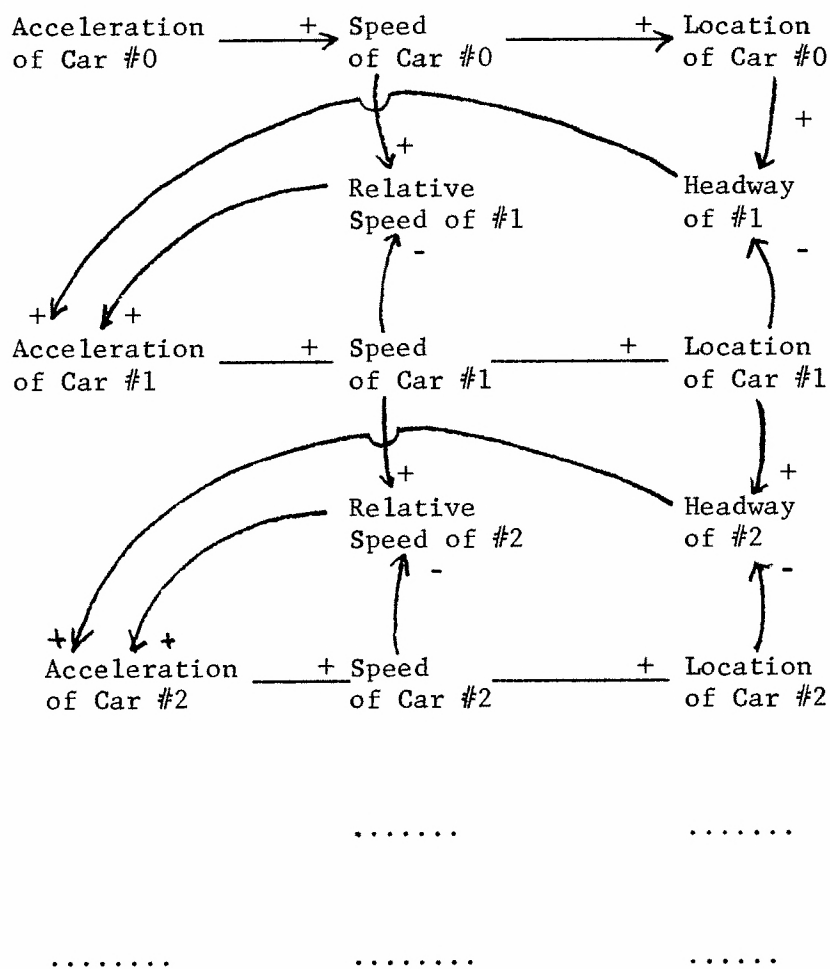 Acceleration + Speed + Location
of Car #0 of Car #0 of Car #0
+
+
Relative Headway
Speed of #1 of #1
- -
+ +
Acceleration + Speed + Location
of Car #1 of Car #1 of Car #1
+ +
Relative Headway
Speed of #2 of #2
- -
+ +
Acceleration + Speed + Location
of Car #2 of Car #2 of Car #2
....... .......
........ ........ ......